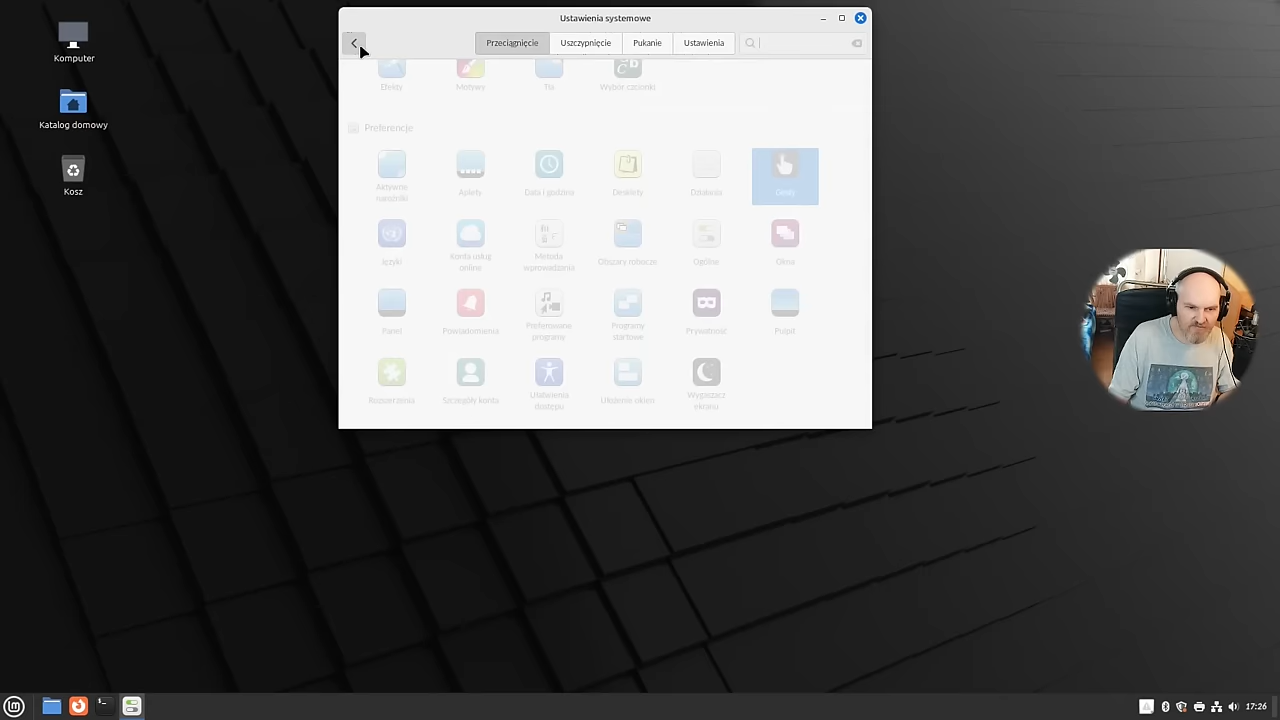 Ustawienia systemowe
Przeciągnięcie Uszczypnięcie Pukanie Ustawienia
Komputer
Katalog domowy
Kosz
Efekty Motywy Tła Wybór czcionki
Preferencje
Aktywne narożniki Aplety Data i godzina Desklety Działania Gesty
Języki Konta usług online Metoda wprowadzania Obszary robocze Ogólne Okna
Panel Powiadomienia Preferowane programy Programy startowe Prywatność Pulpit
Rozszerzenia Szczegóły konta Ułatwienia dostępu Ułożenie okien Wygaszacz ekranu
17:26